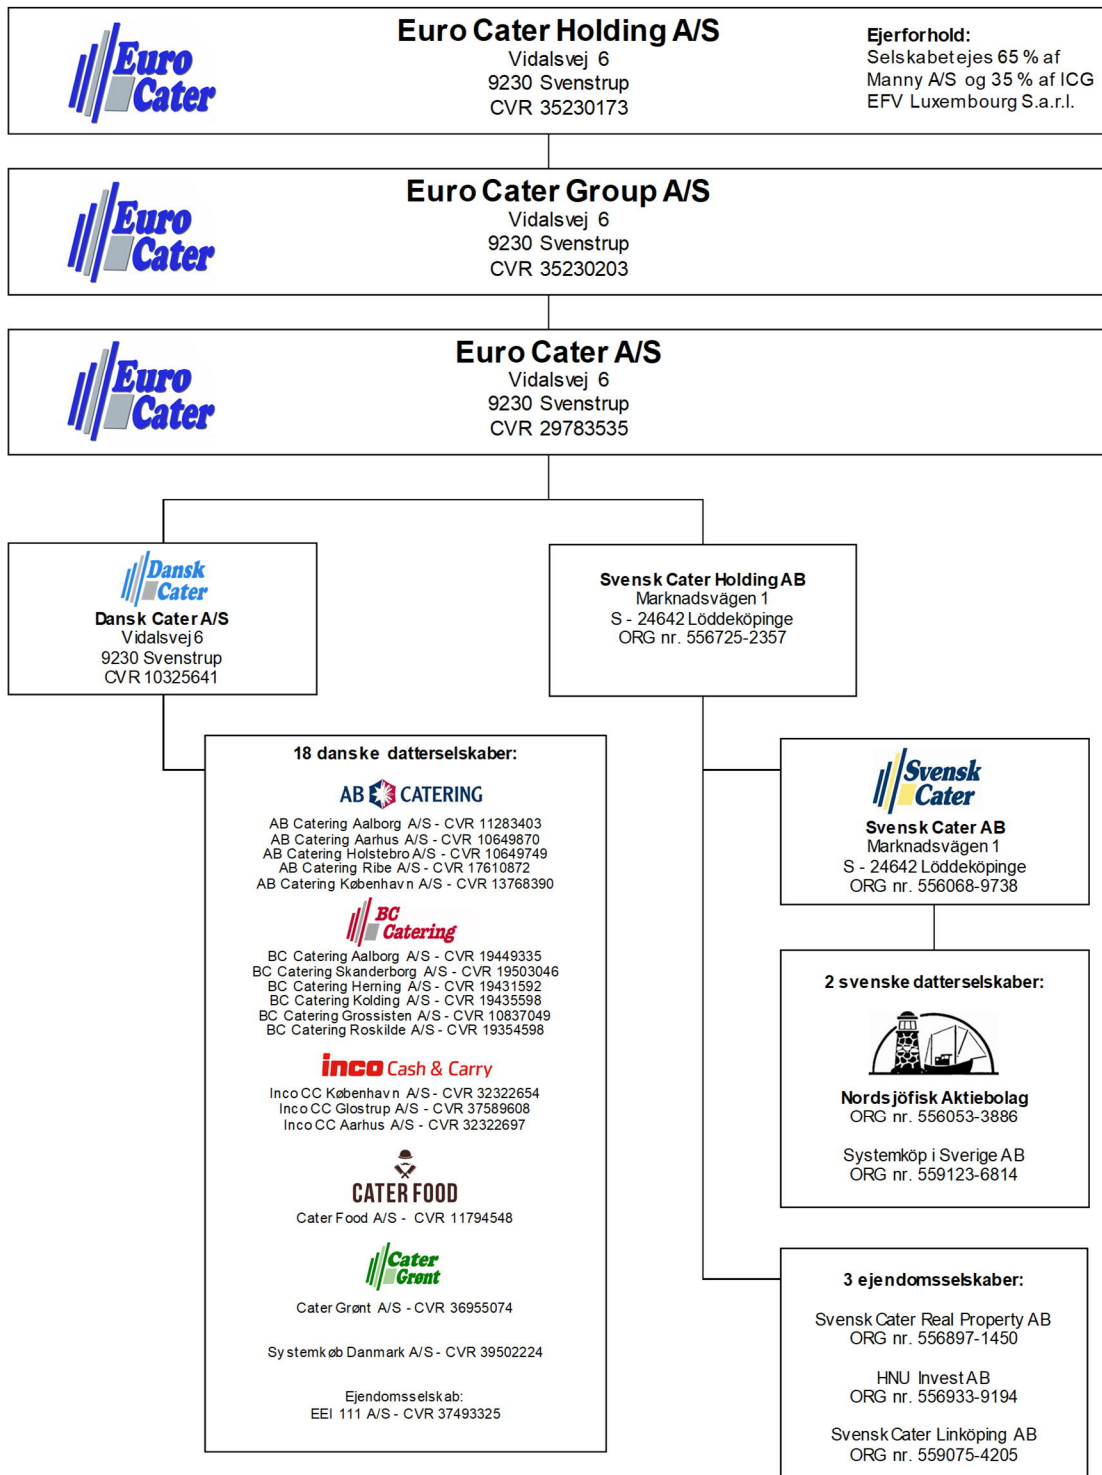 Euro
Cater
Euro Cater Holding A/S
Vidalsvej 6
9230 Svenstrup
CVR 35230173
Ejerforhold:
Selskabet ejes 65 % af
Manny A/S og 35 % af ICG
EFV Luxembourg S.a.r.l.
Euro
Cater
Euro Cater Group A/S
Vidalsvej 6
9230 Svenstrup
CVR 35230203
Euro
Cater
Euro Cater A/S
Vidalsvej 6
9230 Svenstrup
CVR 29783535
Dansk
Cater
Dansk Cater A/S
Vidalsvej 6
9230 Svenstrup
CVR 10325641
Svensk Cater Holding AB
Marknadsvägen 1
S - 24642 Löddeköpinge
ORG nr. 556725-2357
18 danske datterselskaber:
AB CATERING
AB Catering Aalborg A/S - CVR 11283403
AB Catering Aarhus A/S - CVR 10649870
AB Catering Holstebro A/S - CVR 10649749
AB Catering Ribe A/S - CVR 17610872
AB Catering København A/S - CVR 13768390
BC
Catering
BC Catering Aalborg A/S - CVR 19449335
BC Catering Skanderborg A/S - CVR 19503046
BC Catering Herning A/S - CVR 19431592
BC Catering Kolding A/S - CVR 19435598
BC Catering Grossisten A/S - CVR 10837049
BC Catering Roskilde A/S - CVR 19354598
inco Cash & Carry
Inco CC København A/S - CVR 32322654
Inco CC Glostrup A/S - CVR 37589608
Inco CC Aarhus A/S - CVR 32322697
CATER FOOD
Cater Food A/S - CVR 11794548
Cater
Grønt
Cater Grønt A/S - CVR 36955074
Systemkøb Danmark A/S - CVR 39502224
Ejendomsselskab:
EEI 111 A/S - CVR 37493325
Svensk
Cater
Svensk Cater AB
Marknadsvägen 1
S - 24642 Löddeköpinge
ORG nr. 556068-9738
2 svenske datterselskaber:
Nordsjöfisk Aktiebolag
ORG nr. 556053-3886
Systemköp i Sverige AB
ORG nr. 559123-6814
3 ejendomsselskaber:
Svensk Cater Real Property AB
ORG nr. 556897-1450
HNU Invest AB
ORG nr. 556933-9194
Svensk Cater Linköping AB
ORG nr. 559075-4205